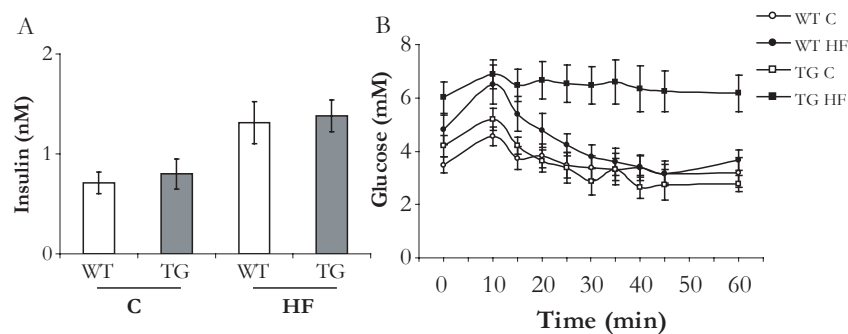 A
Insulin (nM)
2
1
0
WT TG WT TG
C HF
B
Glucose (mM)
8
6
4
2
0
0 10 20 30 40 50 60
Time (min)
WT C
WT HF
TG C
TG HF